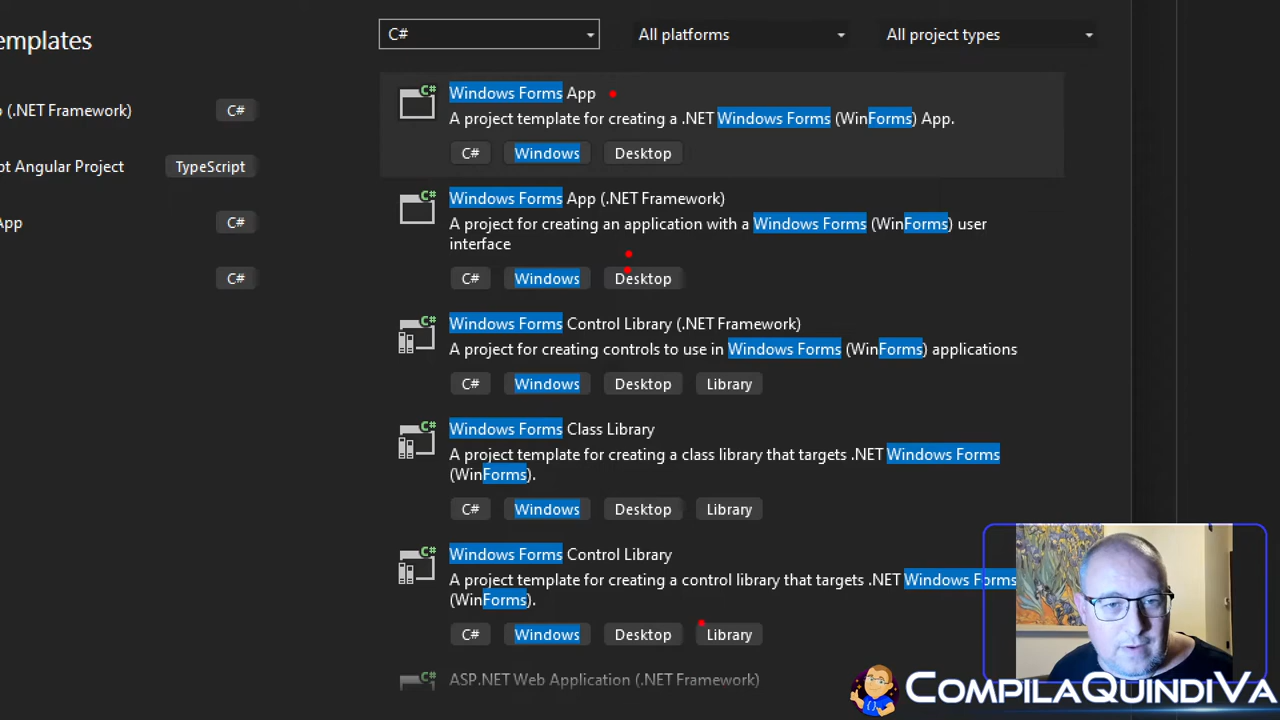 emplates
C#
All platforms
All project types
(.NET Framework)
C#
pt Angular Project
TypeScript
App
C#
C#
Windows Forms App
A project template for creating a .NET Windows Forms (WinForms) App.
C#
Windows
Desktop
Windows Forms App (.NET Framework)
A project for creating an application with a Windows Forms (WinForms) user
interface
C#
Windows
Desktop
Windows Forms Control Library (.NET Framework)
A project for creating controls to use in Windows Forms (WinForms) applications
C#
Windows
Desktop
Library
Windows Forms Class Library
A project template for creating a class library that targets .NET Windows Forms
(WinForms).
C#
Windows
Desktop
Library
Windows Forms Control Library
A project template for creating a control library that targets .NET Windows Forms
(WinForms).
C#
Windows
Desktop
Library
ASP.NET Web Application (.NET Framework)
COMPILAQUINDIVA